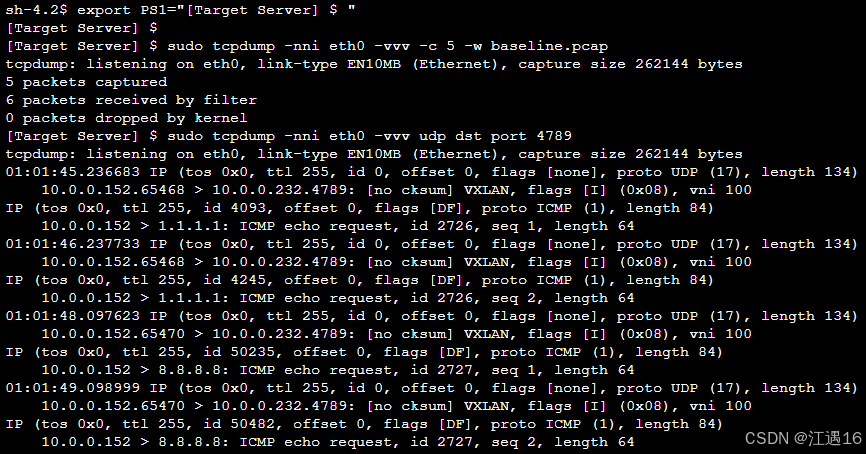 sh-4.2$ export PS1="[Target Server] $ "
[Target Server] $
[Target Server] $ sudo tcpdump -nni eth0 -vvv -c 5 -w baseline.pcap
tcpdump: listening on eth0, link-type EN10MB (Ethernet), capture size 262144 bytes
5 packets captured
6 packets received by filter
0 packets dropped by kernel
[Target Server] $ sudo tcpdump -nni eth0 -vvv udp dst port 4789
tcpdump: listening on eth0, link-type EN10MB (Ethernet), capture size 262144 bytes
01:01:45.236683 IP (tos 0x0, ttl 255, id 0, offset 0, flags [none], proto UDP (17), length 134)
    10.0.0.152.65468 > 10.0.0.232.4789: [no cksum] VXLAN, flags [I] (0x08), vni 100
IP (tos 0x0, ttl 255, id 4093, offset 0, flags [DF], proto ICMP (1), length 84)
    10.0.0.152 > 1.1.1.1: ICMP echo request, id 2726, seq 1, length 64
01:01:46.237733 IP (tos 0x0, ttl 255, id 0, offset 0, flags [none], proto UDP (17), length 134)
    10.0.0.152.65468 > 10.0.0.232.4789: [no cksum] VXLAN, flags [I] (0x08), vni 100
IP (tos 0x0, ttl 255, id 4245, offset 0, flags [DF], proto ICMP (1), length 84)
    10.0.0.152 > 1.1.1.1: ICMP echo request, id 2726, seq 2, length 64
01:01:48.097623 IP (tos 0x0, ttl 255, id 0, offset 0, flags [none], proto UDP (17), length 134)
    10.0.0.152.65470 > 10.0.0.232.4789: [no cksum] VXLAN, flags [I] (0x08), vni 100
IP (tos 0x0, ttl 255, id 50235, offset 0, flags [DF], proto ICMP (1), length 84)
    10.0.0.152 > 8.8.8.8: ICMP echo request, id 2727, seq 1, length 64
01:01:49.098999 IP (tos 0x0, ttl 255, id 0, offset 0, flags [none], proto UDP (17), length 134)
    10.0.0.152.65470 > 10.0.0.232.4789: [no cksum] VXLAN, flags [I] (0x08), vni 100
IP (tos 0x0, ttl 255, id 50482, offset 0, flags [DF], proto ICMP (1), length 84)
    10.0.0.152 > 8.8.8.8: ICMP echo request, id 2727, seq 2, length 64
CSDN @江遇16